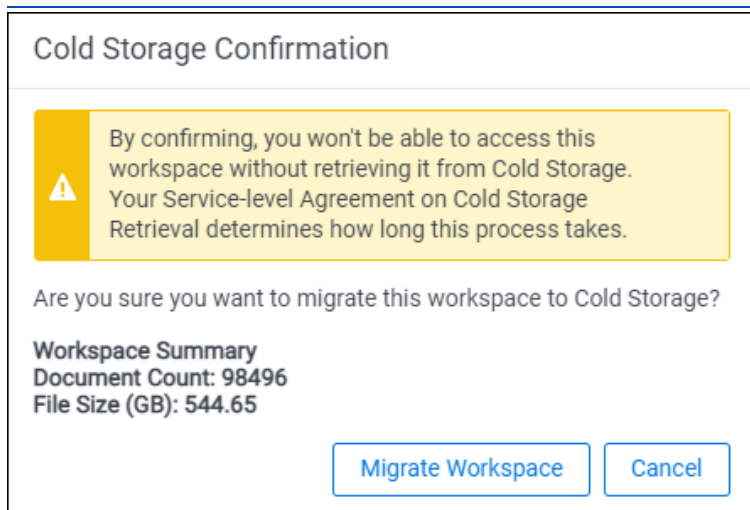 Cold Storage Confirmation
By confirming, you won't be able to access this
workspace without retrieving it from Cold Storage.
Your Service-level Agreement on Cold Storage
Retrieval determines how long this process takes.
Are you sure you want to migrate this workspace to Cold Storage?
Workspace Summary
Document Count: 98496
File Size (GB): 544.65
Migrate Workspace
Cancel